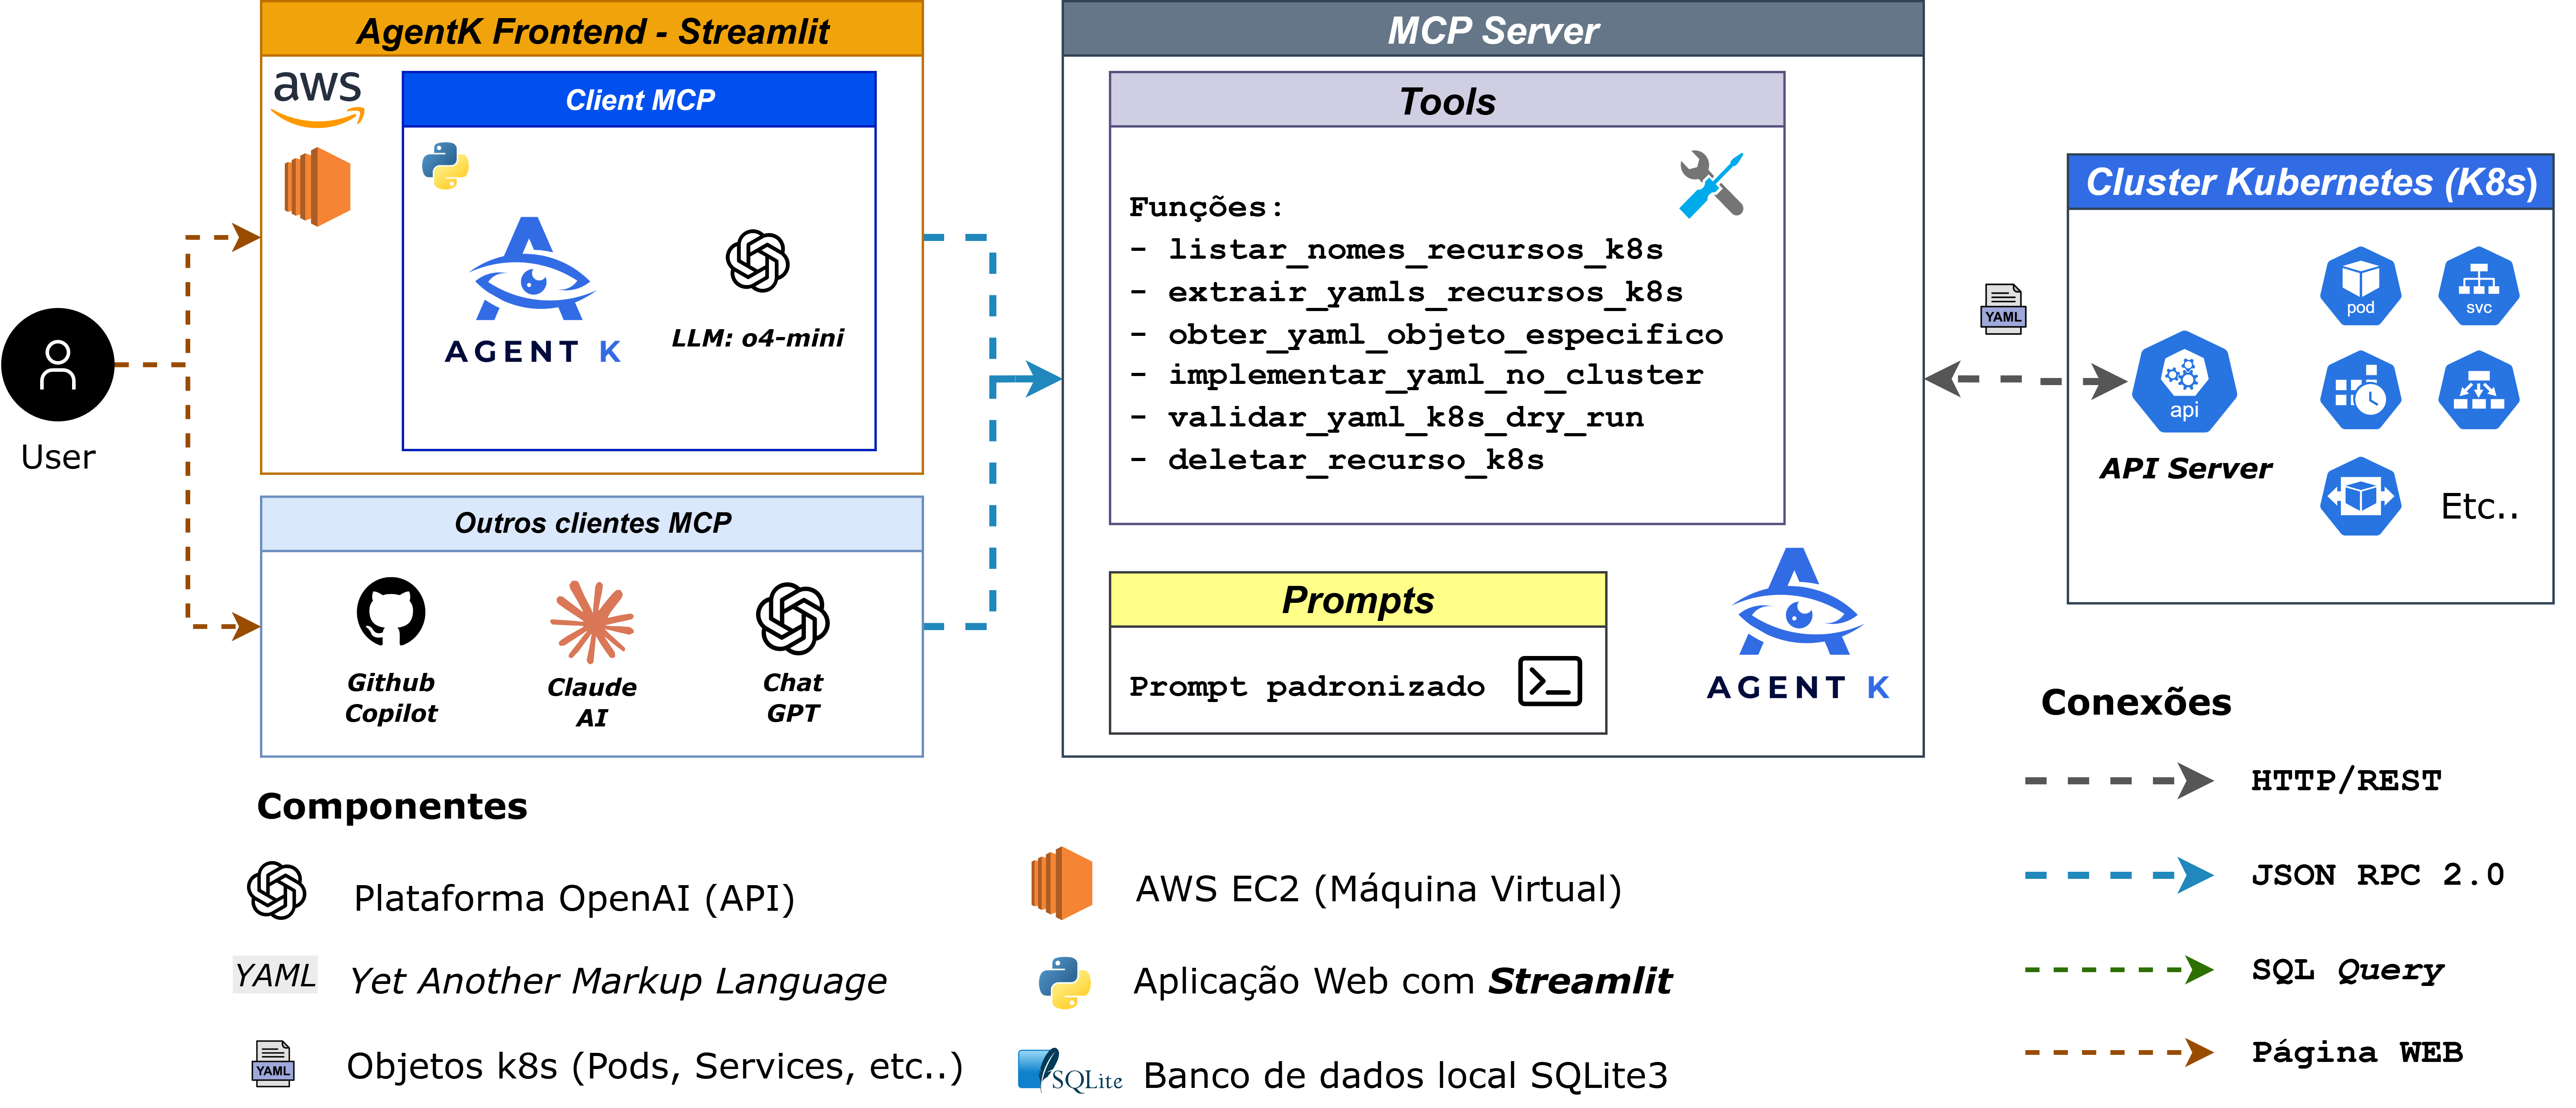 AgentK Frontend - Streamlit
aws
Client MCP
AGENT K
LLM: o4-mini
User
Outros clientes MCP
Github
Copilot
Claude
AI
Chat
GPT
MCP Server
Tools
Funções:
- listar_nomes_recursos_k8s
- extrair_yamls_recursos_k8s
- obter_yaml_objeto_especifico
- implementar_yaml_no_cluster
- validar_yaml_k8s_dry_run
- deletar_recurso_k8s
Prompts
Prompt padronizado
AGENT K
YAML
Cluster Kubernetes (K8s)
pod
svc
api
API Server
Etc..
Componentes
Plataforma OpenAI (API)
YAML Yet Another Markup Language
YAML Objetos k8s (Pods, Services, etc..)
AWS EC2 (Máquina Virtual)
Aplicação Web com Streamlit
SQLite Banco de dados local SQLite3
Conexões
HTTP/REST
JSON RPC 2.0
SQL Query
Página WEB